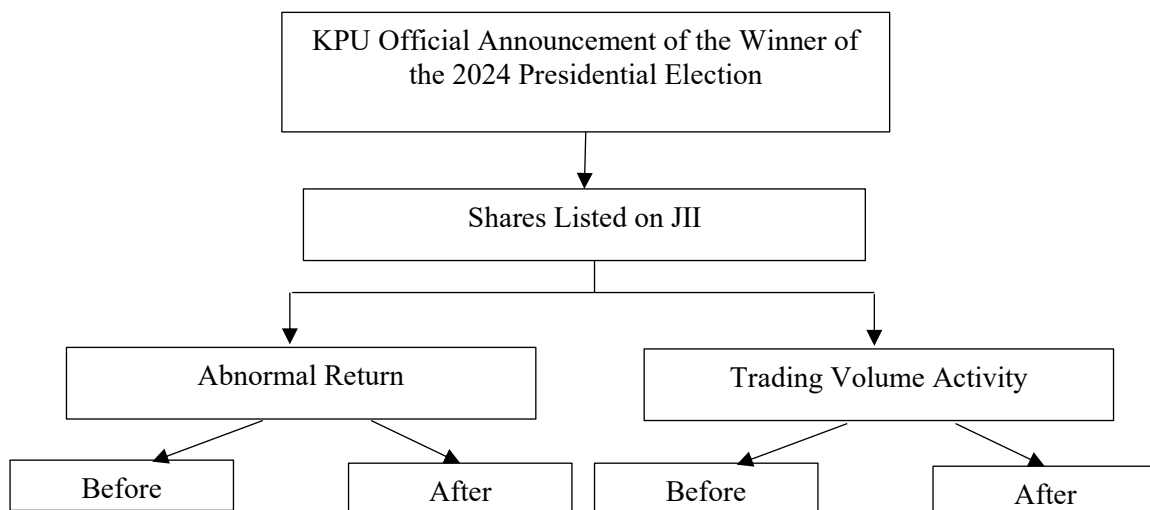 KPU Official Announcement of the Winner of
the 2024 Presidential Election
Shares Listed on JII
Abnormal Return
Trading Volume Activity
Before
After
Before
After